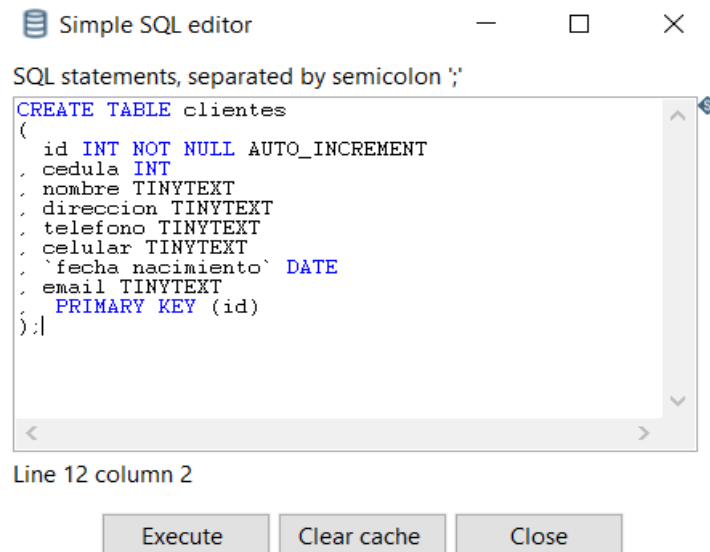 Simple SQL editor
SQL statements, separated by semicolon ';'
CREATE TABLE clientes
(
  id INT NOT NULL AUTO_INCREMENT
, cedula INT
, nombre TINYTEXT
, direccion TINYTEXT
, telefono TINYTEXT
, celular TINYTEXT
, `fecha nacimiento` DATE
, email TINYTEXT
,  PRIMARY KEY (id)
);
Line 12 column 2
Execute Clear cache Close